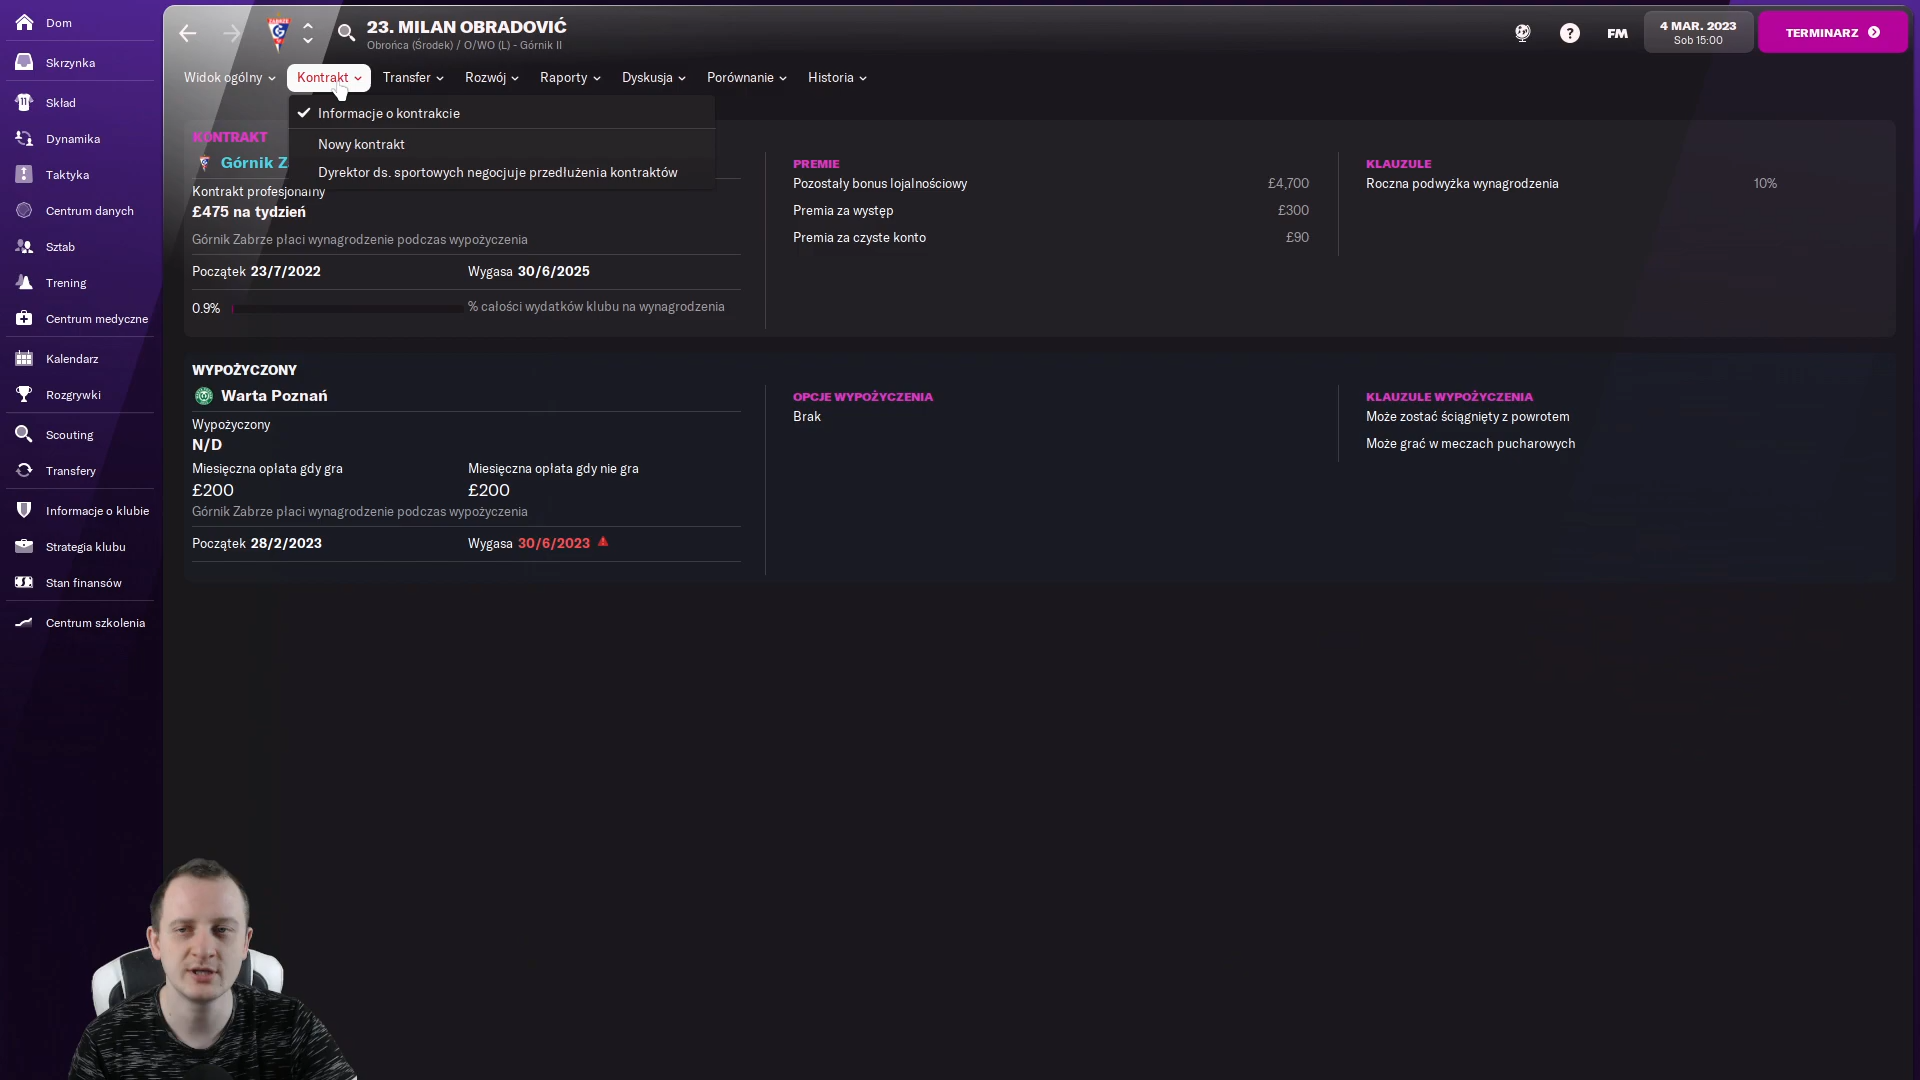 Dom
Skrzynka
Skład
Dynamika
Taktyka
Centrum danych
Sztab
Trening
Centrum medyczne
Kalendarz
Rozgrywki
Scouting
Transfery
Informacje o klubie
Strategia klubu
Stan finansów
Centrum szkolenia
23. MILAN OBRADOVIĆ
Obrońca (Środek) / O/WO (L) - Górnik II
FM
4 MAR. 2023
Sob 15:00
TERMINARZ
Widok ogólny
Kontrakt
Transfer
Rozwój
Raporty
Dyskusja
Porównanie
Historia
Informacje o kontrakcie
Nowy kontrakt
Dyrektor ds. sportowych negocjuje przedłużenia kontraktów
KONTRAKT
Górnik Z
Kontrakt profesjonalny
£475 na tydzień
Górnik Zabrze płaci wynagrodzenie podczas wypożyczenia
Początek 23/7/2022
Wygasa 30/6/2025
0.9%
% całości wydatków klubu na wynagrodzenia
PREMIE
Pozostały bonus lojalnościowy £4,700
Premia za występ £300
Premia za czyste konto £90
KLAUZULE
Roczna podwyżka wynagrodzenia 10%
WYPOŻYCZONY
Warta Poznań
Wypożyczony
N/D
Miesięczna opłata gdy gra
£200
Miesięczna opłata gdy nie gra
£200
Górnik Zabrze płaci wynagrodzenie podczas wypożyczenia
Początek 28/2/2023
Wygasa 30/6/2023
OPCJE WYPOŻYCZENIA
Brak
KLAUZULE WYPOŻYCZENIA
Może zostać ściągnięty z powrotem
Może grać w meczach pucharowych